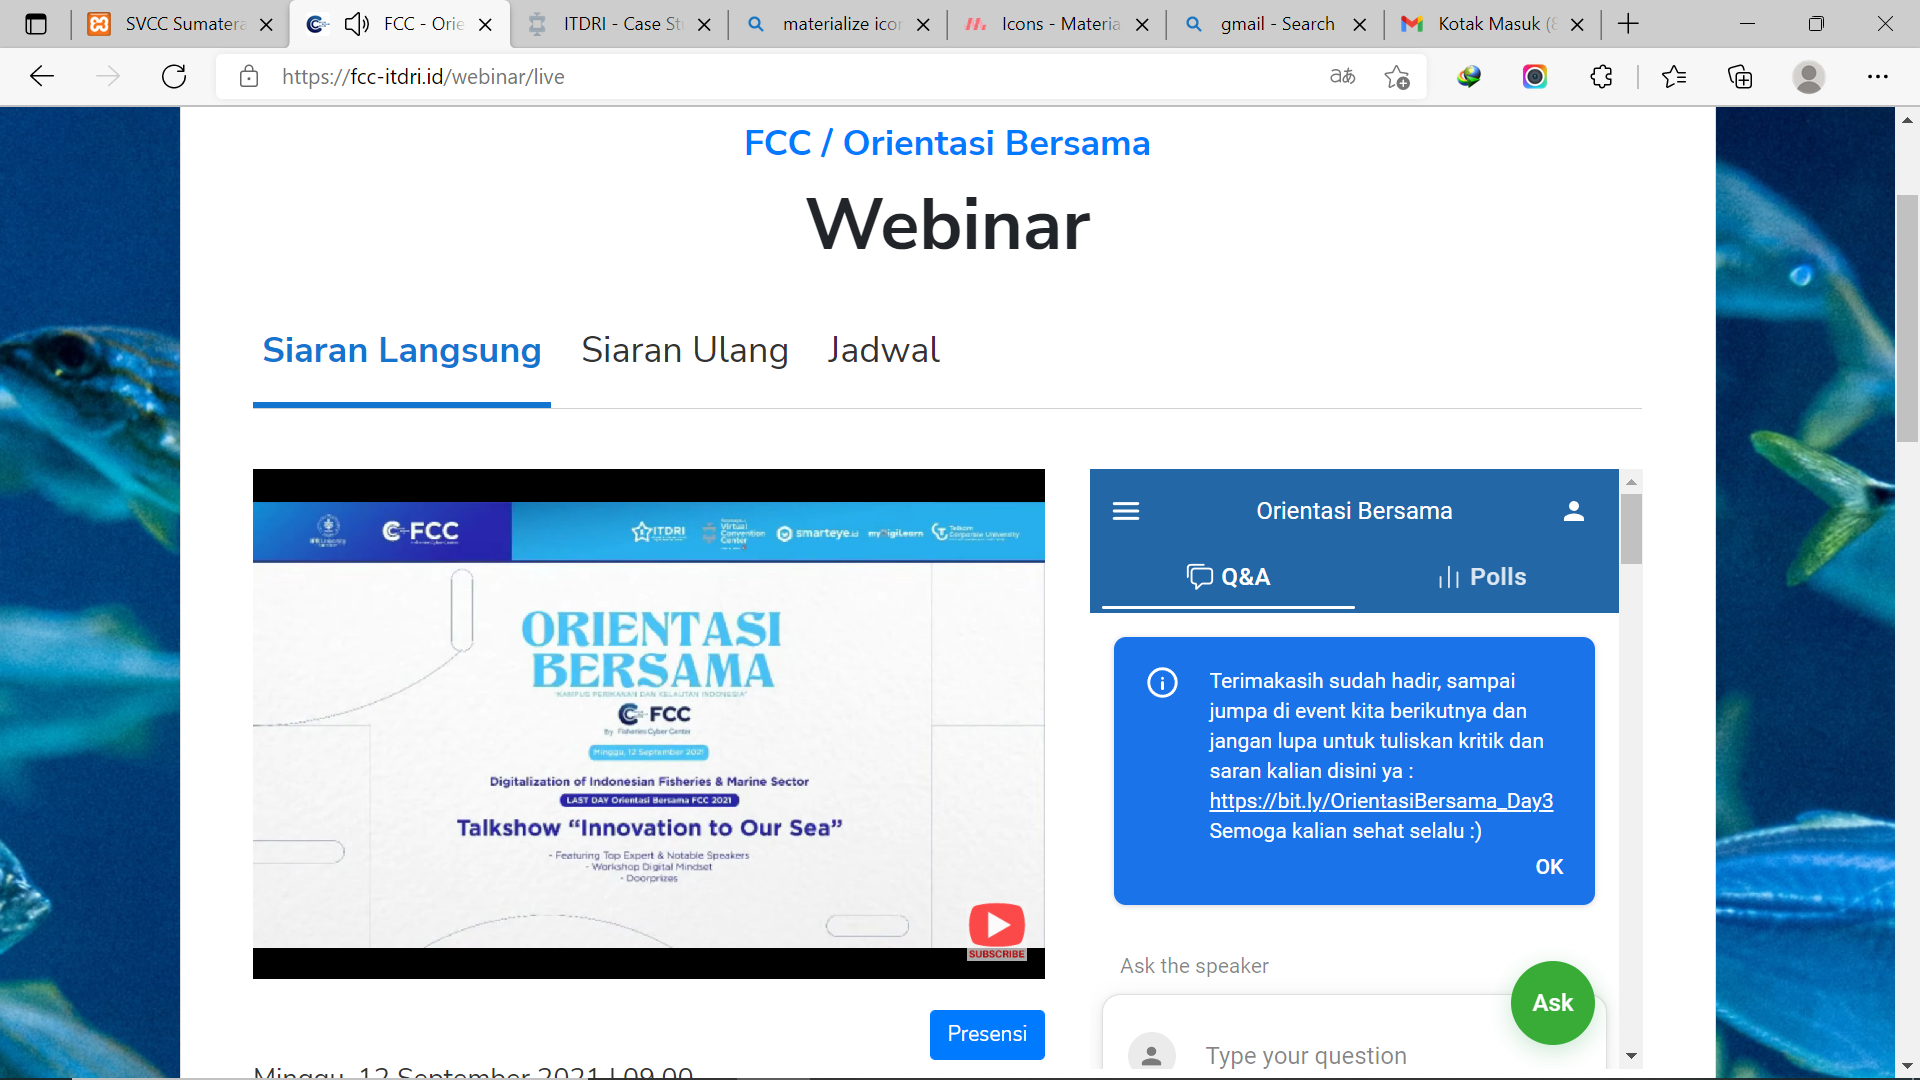 SVCC Sumatera
FCC - Orie
ITDRI - Case St
materialize ico
Icons - Materia
gmail - Search
Kotak Masuk (
https://fcc-itdri.id/webinar/live
FCC / Orientasi Bersama
Webinar
Siaran Langsung
Siaran Ulang
Jadwal
FCC
ITDRI
Virtual
Convention
Center
smarteye.id
myDigiLearn
Telkom
Corporate University
ORIENTASI
BERSAMA
"KAMPUS PERIKANAN DAN KELAUTAN INDONESIA"
FCC
By Fisheries Cyber Center
Minggu, 12 September 2021
Digitalization of Indonesian Fisheries & Marine Sector
LAST DAY Orientasi Bersama FCC 2021
Talkshow “Innovation to Our Sea”
- Featuring Top Expert & Notable Speakers
- Workshop Digital Mindset
- Doorprizes
SUBSCRIBE
Presensi
Minggu, 12 September 2021 | 09.00
Orientasi Bersama
Q&A
Polls
Terimakasih sudah hadir, sampai
jumpa di event kita berikutnya dan
jangan lupa untuk tuliskan kritik dan
saran kalian disini ya :
https://bit.ly/OrientasiBersama_Day3
Semoga kalian sehat selalu :)
OK
Ask the speaker
Ask
Type your question